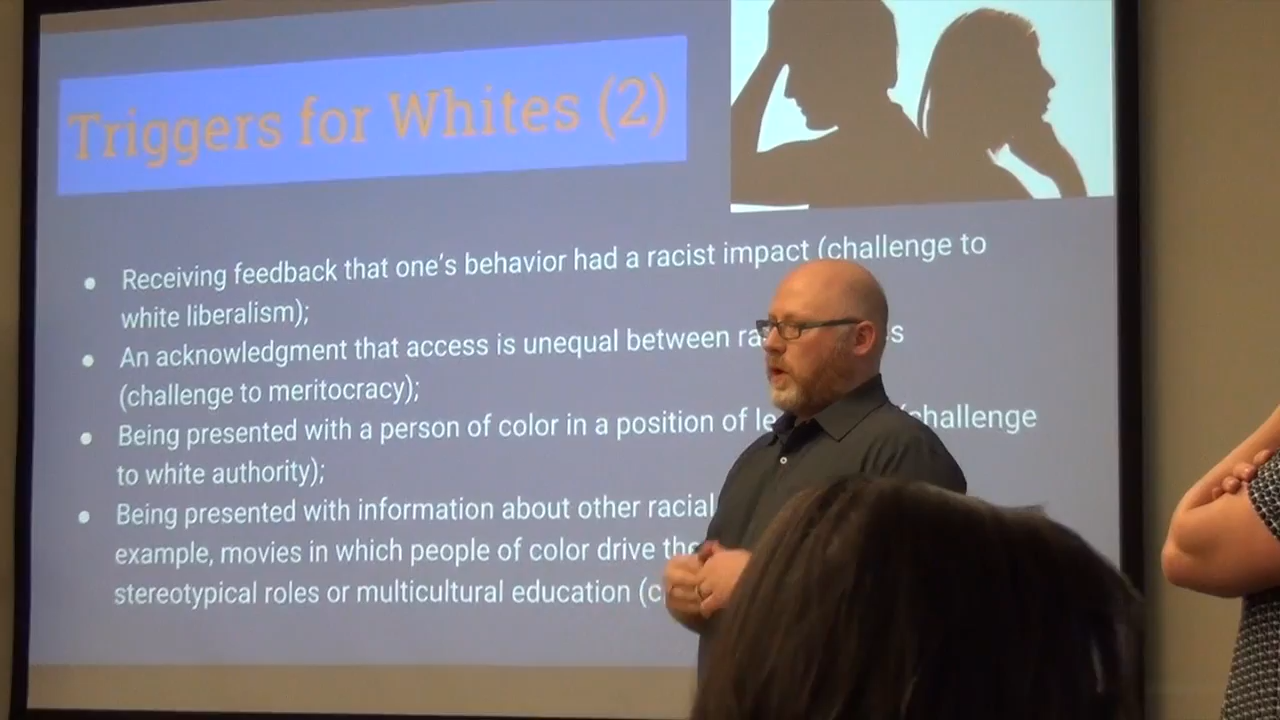 Triggers for Whites (2)
Receiving feedback that one's behavior had a racist impact (challenge to
white liberalism);
An acknowledgment that access is unequal between
(challenge to meritocracy);
Being presented with a person of color in a position of (challenge
to white authority);
Being presented with information about other racial
example, movies in which people of color drive
stereotypical roles or multicultural education